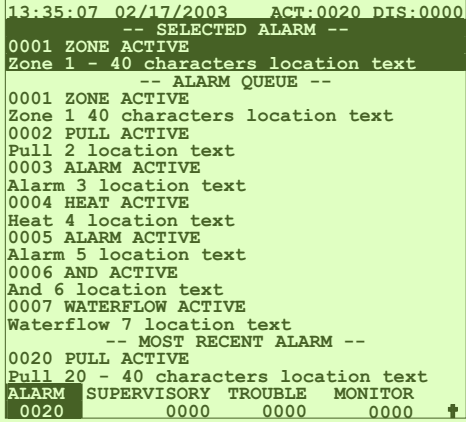 13:35:07 02/17/2003 ACT:0020 DIS:0000
-- SELECTED ALARM --
0001 ZONE ACTIVE
Zone 1 - 40 characters location text
-- ALARM QUEUE --
0001 ZONE ACTIVE
Zone 1 40 characters location text
0002 PULL ACTIVE
Pull 2 location text
0003 ALARM ACTIVE
Alarm 3 location text
0004 HEAT ACTIVE
Heat 4 location text
0005 ALARM ACTIVE
Alarm 5 location text
0006 AND ACTIVE
And 6 location text
0007 WATERFLOW ACTIVE
Waterflow 7 location text
-- MOST RECENT ALARM --
0020 PULL ACTIVE
Pull 20 - 40 characters location text
ALARM SUPERVISORY TROUBLE MONITOR
0020 0000 0000 0000